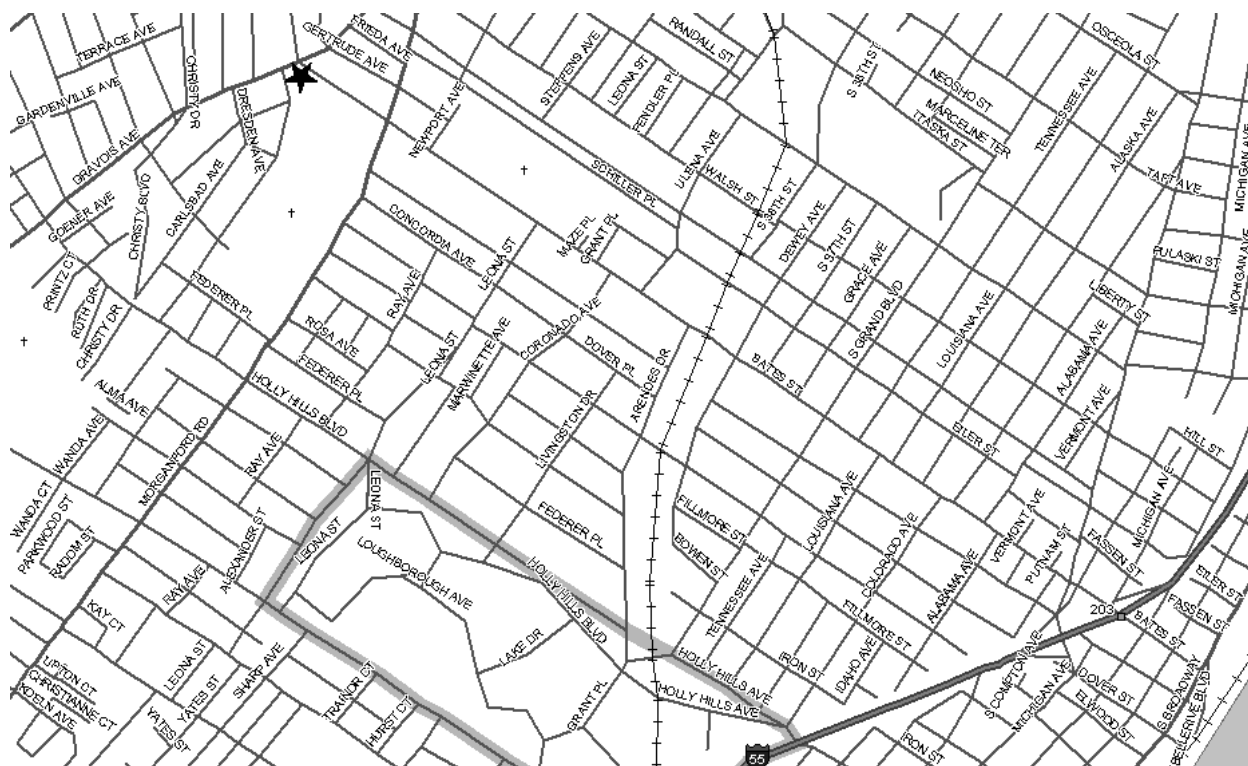 FRIEDA AVE
GERTRUDE AVE
TERRACE AVE
CHRISTY DR
GARDENVILLE AVE
DRESDEN AVE
GRAVOIS AVE
GOENER AVE
CHRISTY BLVD
CARLSBAD AVE
PRINTZ CT
RUTH DR
CHRISTY DR
FEDERER PL
NEWPORT AVE
STEFFENS AVE
LEONA ST
FENDLER PL
RANDALL ST
S 38TH ST
NEOSHO ST
MARCELINE TER
ITASKA ST
OSCEOLA ST
TENNESSEE AVE
ALASKA AVE
TAFT AVE
MICHIGAN AVE
PULASKI ST
MICHIGAN AVE
LIBERTY ST
ULENA AVE
WALSH ST
SCHILLER PL
S 38TH ST
DEWEY AVE
S 37TH ST
GRACE AVE
S GRAND BLVD
LOUISIANA AVE
ALABAMA AVE
VERMONT AVE
CONCORDIA AVE
LEONA ST
MAZE PL
GRANT PL
RAY AVE
ROSA AVE
FEDERER PL
LEONA ST
MARWINETTE AVE
CORONADO AVE
DOVER PL
ARENDES DR
BATES ST
EILER ST
HILL ST
HOLLY HILLS BLVD
ALMA AVE
WANDA AVE
MORGANFORD RD
RAY AVE
LIVINGSTON DR
WANDA CT
PARKWOOD ST
RADOM ST
LEONA ST
LEONA ST
ALEXANDER ST
RAY AVE
KAY CT
LOUGHBOROUGH AVE
FEDERER PL
HOLLY HILLS BLVD
LAKE DR
FILLMORE ST
BOWEN ST
LOUISIANA AVE
COLORADO AVE
TENNESSEE AVE
FILLMORE ST
ALABAMA AVE
VERMONT AVE
PUTNAM ST
MICHIGAN AVE
FASSEN ST
EILER ST
FASSEN ST
BATES ST
203
IRON ST
IDAHO AVE
HOLLY HILLS AVE
HOLLY HILLS AVE
GRANT PL
S COMPTON AVE
MICHIGAN AVE
DOVER ST
ELWOOD ST
S BROADWAY
BELLERIVE BLVD
IRON ST
55
UPTON CT
CHRISTIANNE CT
KOELN AVE
LEONA ST
YATES ST
YATES ST
SHARP AVE
TRAINOR CT
HURST CT